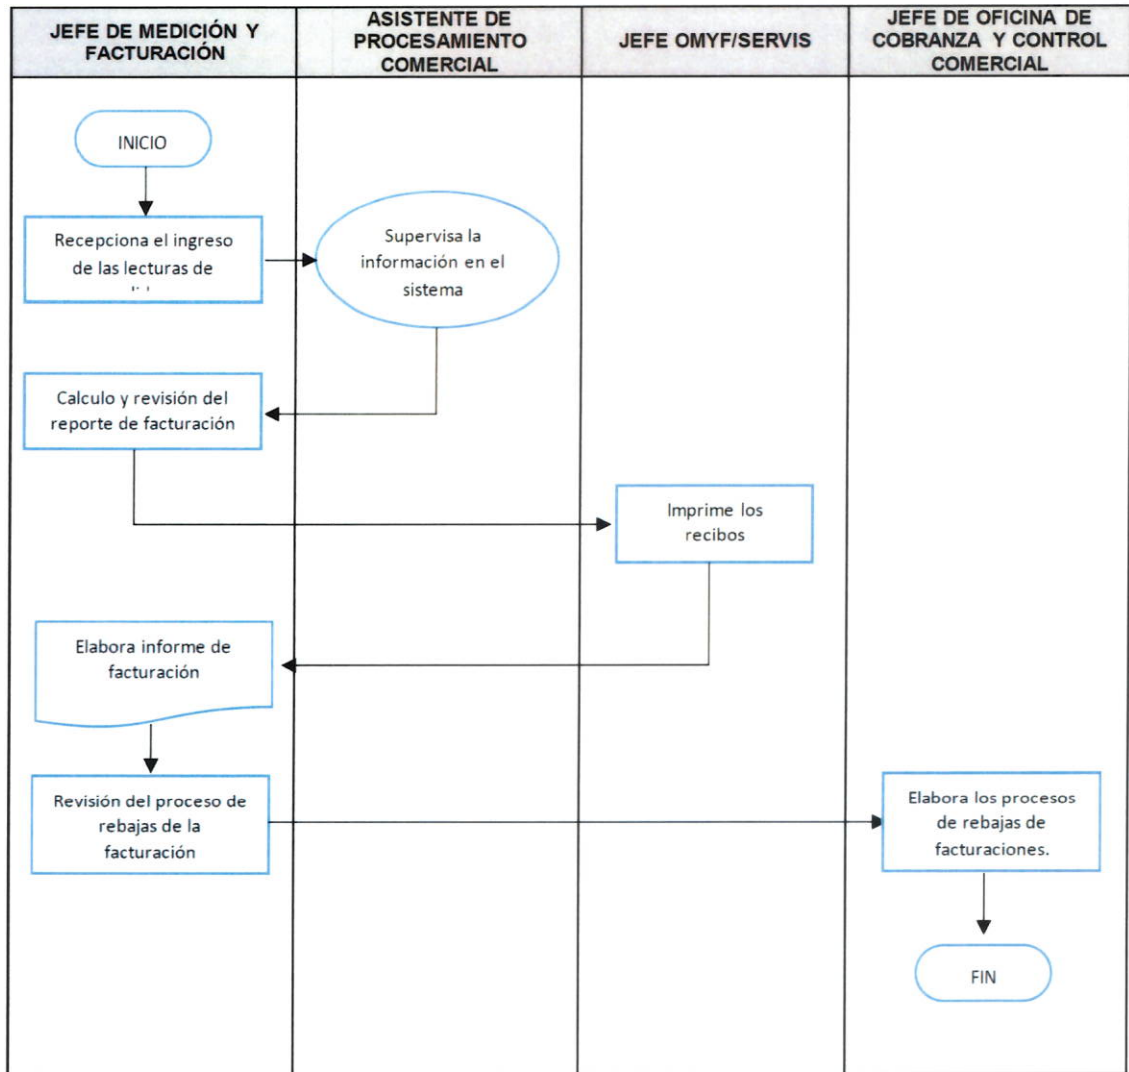 JEFE DE MEDICIÓN Y
FACTURACIÓN
ASISTENTE DE
PROCESAMIENTO
COMERCIAL
JEFE OMYF/SERVIS
JEFE DE OFICINA DE
COBRANZA Y CONTROL
COMERCIAL
INICIO
Recepciona el ingreso
de las lecturas de
Supervisa la
información en el
sistema
Calculo y revisión del
reporte de facturación
Imprime los
recibos
Elabora informe de
facturación
Revisión del proceso de
rebajas de la
facturación
Elabora los procesos
de rebajas de
facturaciones.
FIN